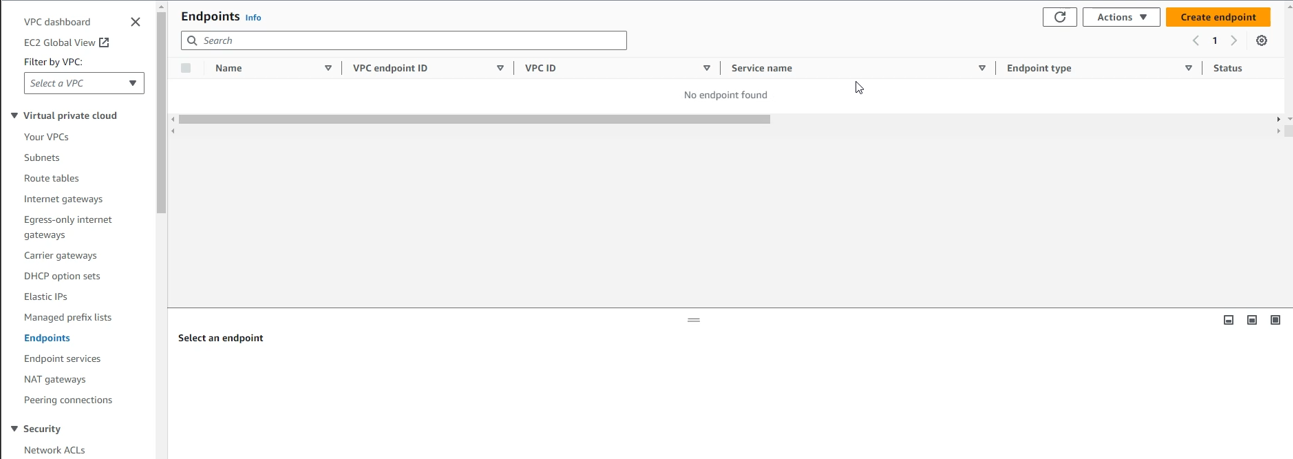 VPC dashboard
EC2 Global View
Filter by VPC:
Select a VPC
Virtual private cloud
Your VPCs
Subnets
Route tables
Internet gateways
Egress-only internet
gateways
Carrier gateways
DHCP option sets
Elastic IPs
Managed prefix lists
Endpoints
Endpoint services
NAT gateways
Peering connections
Security
Network ACLs
Endpoints Info
Actions
Create endpoint
Search
1
Name VPC endpoint ID VPC ID Service name Endpoint type Status
No endpoint found
Select an endpoint